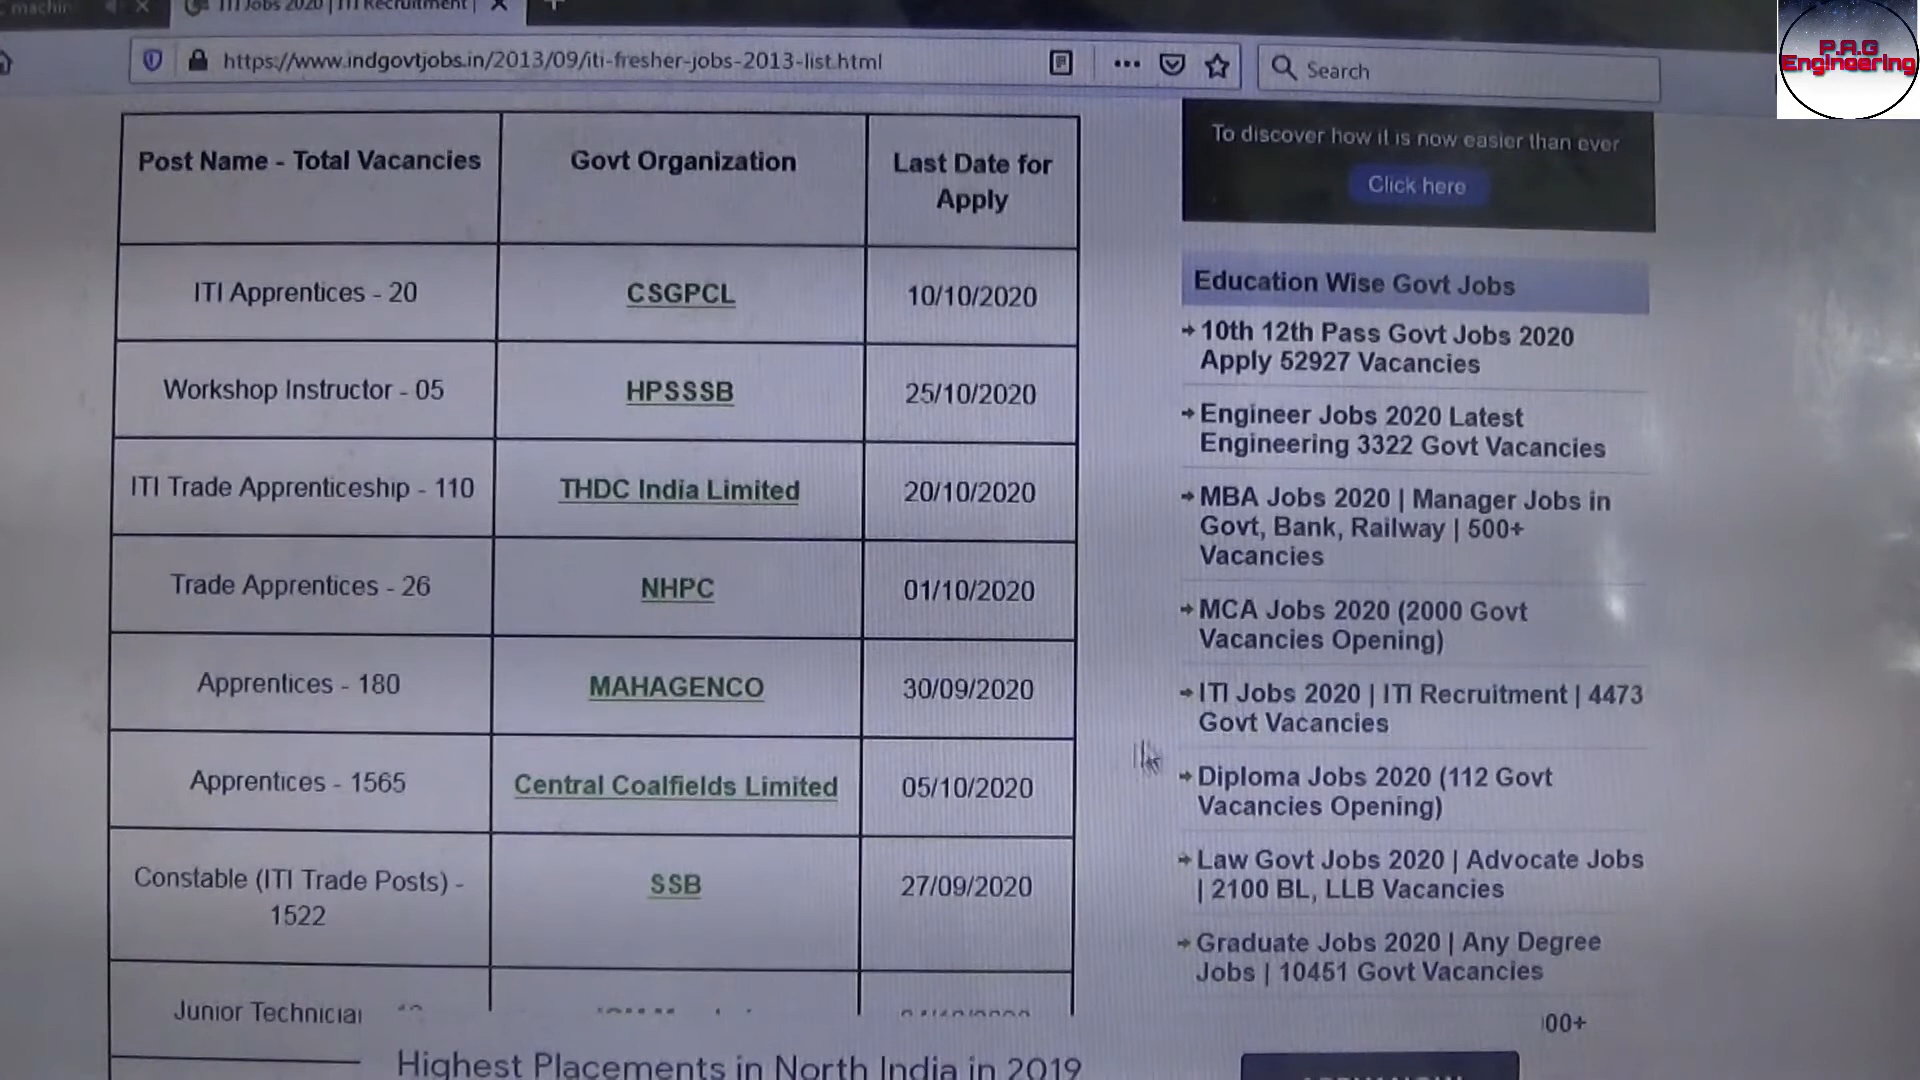 ITI Jobs 2020 | ITI Recruitment |
https://www.indgovtjobs.in/2013/09/iti-fresher-jobs-2013-list.html
Search
P.A.G
Engineering
Post Name - Total Vacancies
Govt Organization
Last Date for
Apply
ITI Apprentices - 20
CSGPCL
10/10/2020
Workshop Instructor - 05
HPSSSB
25/10/2020
ITI Trade Apprenticeship - 110
THDC India Limited
20/10/2020
Trade Apprentices - 26
NHPC
01/10/2020
Apprentices - 180
MAHAGENCO
30/09/2020
Apprentices - 1565
Central Coalfields Limited
05/10/2020
Constable (ITI Trade Posts) -
1522
SSB
27/09/2020
Junior
Highest Placements in North India in 2019
To discover how it is now easier than ever
Click here
Education Wise Govt Jobs
10th 12th Pass Govt Jobs 2020
Apply 52927 Vacancies
Engineer Jobs 2020 Latest
Engineering 3322 Govt Vacancies
MBA Jobs 2020 | Manager Jobs in
Govt, Bank, Railway | 500+
Vacancies
MCA Jobs 2020 (2000 Govt
Vacancies Opening)
ITI Jobs 2020 | ITI Recruitment | 4473
Govt Vacancies
Diploma Jobs 2020 (112 Govt
Vacancies Opening)
Law Govt Jobs 2020 | Advocate Jobs
| 2100 BL, LLB Vacancies
Graduate Jobs 2020 | Any Degree
Jobs | 10451 Govt Vacancies
00+